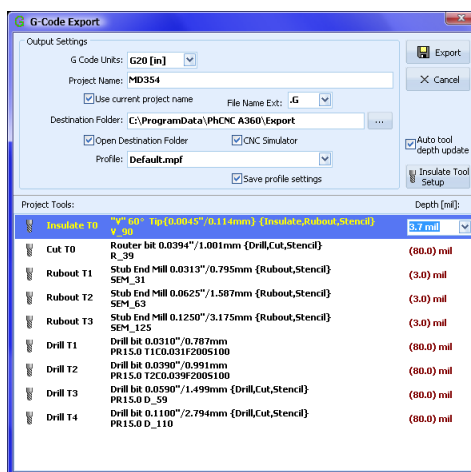 G-Code Export
Output Settings
G Code Units: G20 [in]
Export
Project Name: MD354
Cancel
Use current project name File Name Ext: .G
Destination Folder: C:\ProgramData\PhCNC A360\Export ...
Open Destination Folder CNC Simulator
Auto tool
depth update
Profile: Default.mpf
Save profile settings
Insulate Tool
Setup
Project Tools: Depth [mil]:
Insulate T0 "V" 60° Tip{0.0045"/0.114mm} {Insulate,Rubout,Stencil} 3.7 mil
V_90
Cut T0 Router bit 0.0394"/1.001mm {Drill,Cut,Stencil} (80.0) mil
R_39
Rubout T1 Stub End Mill 0.0313"/0.795mm {Rubout,Stencil} (3.0) mil
SEM_31
Rubout T2 Stub End Mill 0.0625"/1.587mm {Rubout,Stencil} (3.0) mil
SEM_63
Rubout T3 Stub End Mill 0.1250"/3.175mm {Rubout,Stencil} (3.0) mil
SEM_125
Drill T1 Drill bit 0.0310"/0.787mm (80.0) mil
PR15.0 T1C0.031F200S100
Drill T2 Drill bit 0.0390"/0.991mm (80.0) mil
PR15.0 T2C0.039F200S100
Drill T3 Drill bit 0.0590"/1.499mm {Drill,Cut,Stencil} (80.0) mil
PR15.0 D_59
Drill T4 Drill bit 0.1100"/2.794mm {Drill,Cut,Stencil} (80.0) mil
PR15.0 D_110